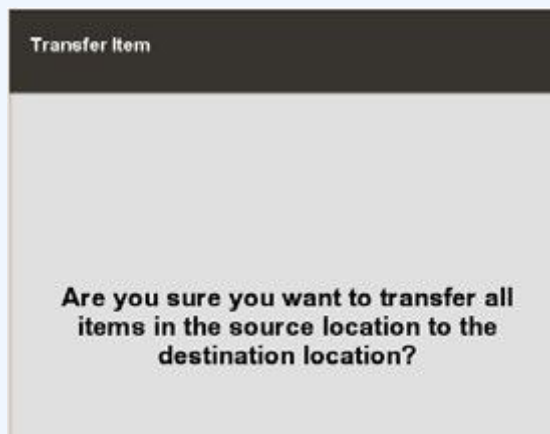 Transfer Item
Are you sure you want to transfer all
items in the source location to the
destination location?